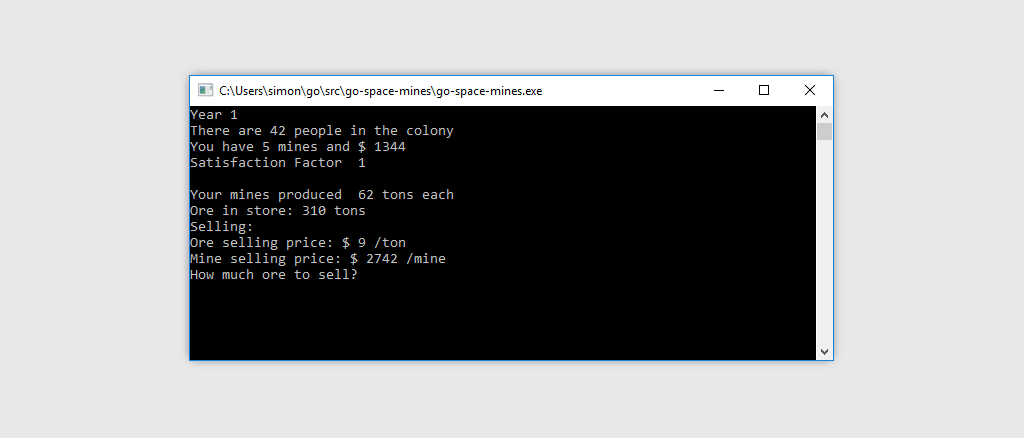 C:\Users\simon\go\src\go-space-mines\go-space-mines.exe
Year 1
There are 42 people in the colony
You have 5 mines and $ 1344
Satisfaction Factor  1
Your mines produced  62 tons each
Ore in store: 310 tons
Selling:
Ore selling price: $ 9 /ton
Mine selling price: $ 2742 /mine
How much ore to sell?